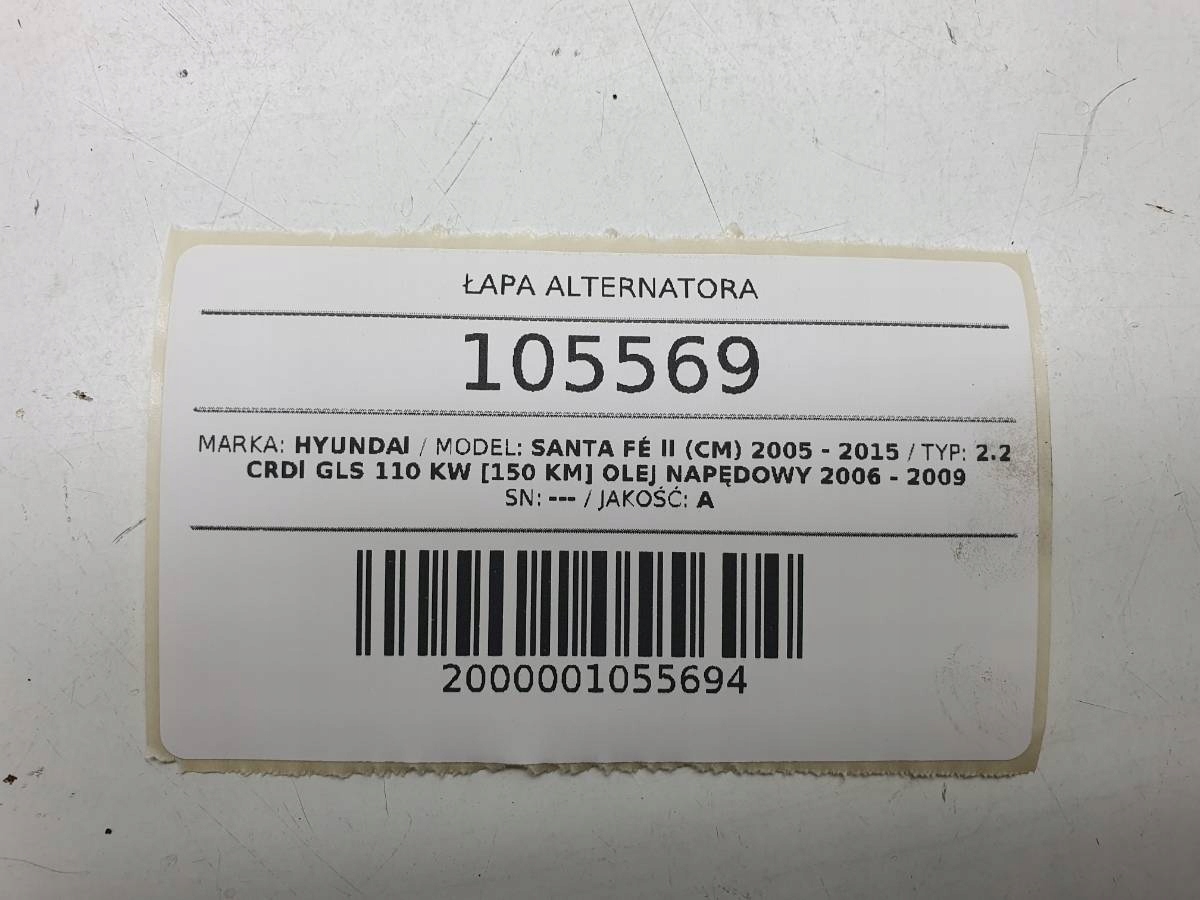 ŁAPA ALTERNATORA
105569
MARKA: HYUNDAI / MODEL: SANTA FÉ II (CM) 2005 - 2015 / TYP: 2.2
CRDI GLS 110 KW [150 KM] OLEJ NAPĘDOWY 2006 - 2009
SN: --- / JAKOŚĆ: A
2000001055694